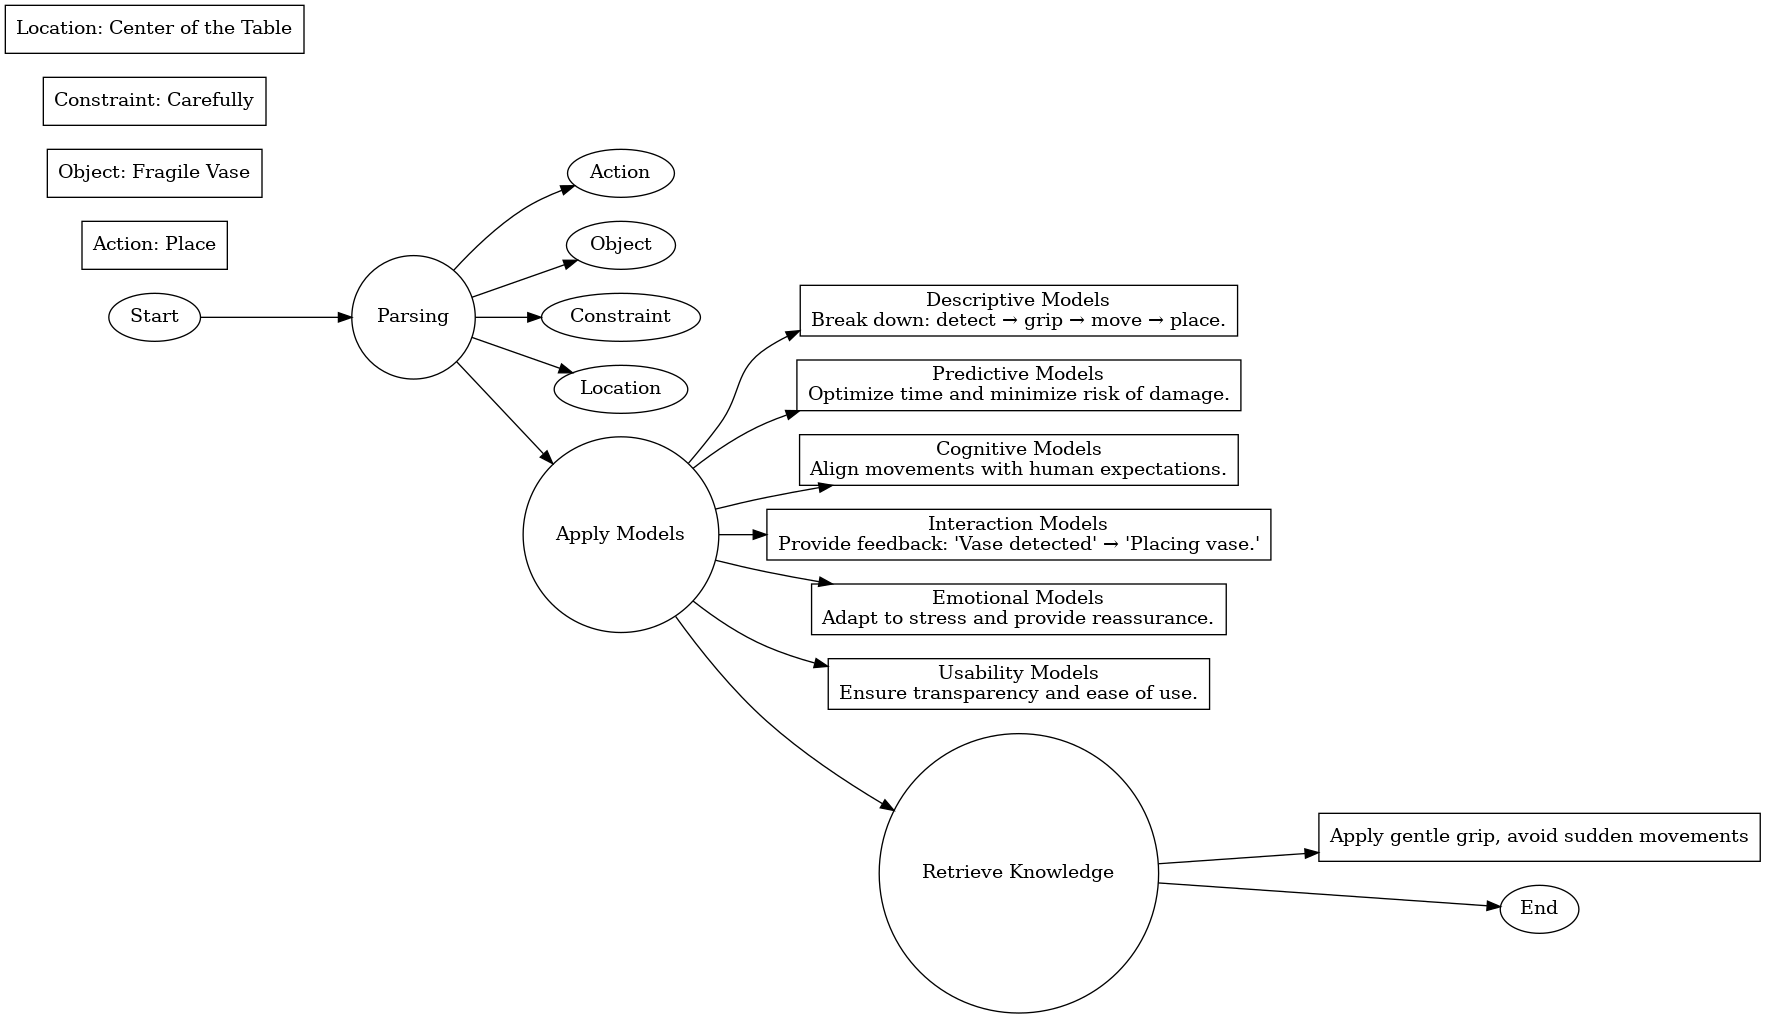 Location: Center of the Table
Constraint: Carefully
Object: Fragile Vase
Action: Place
Start
Parsing
Action
Object
Constraint
Location
Apply Models
Descriptive Models
Break down: detect → grip → move → place.
Predictive Models
Optimize time and minimize risk of damage.
Cognitive Models
Align movements with human expectations.
Interaction Models
Provide feedback: 'Vase detected' → 'Placing vase.'
Emotional Models
Adapt to stress and provide reassurance.
Usability Models
Ensure transparency and ease of use.
Retrieve Knowledge
Apply gentle grip, avoid sudden movements
End